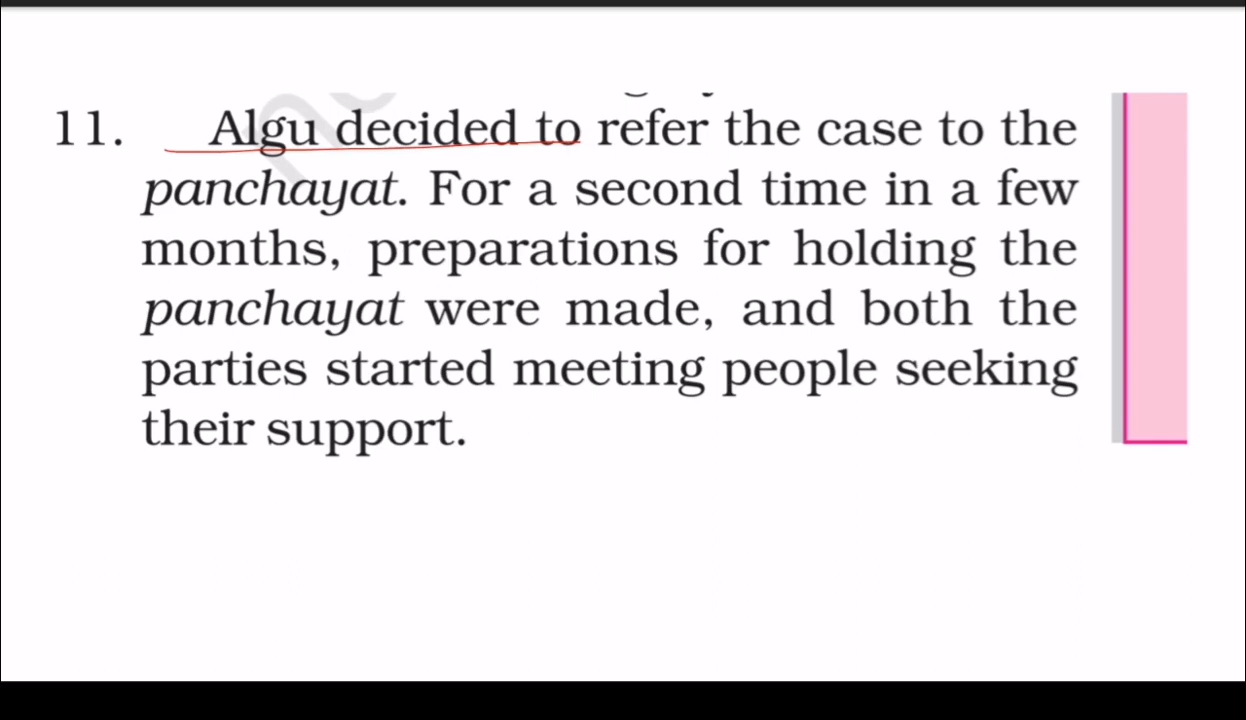 11. Algu decided to refer the case to the
panchayat. For a second time in a few
months, preparations for holding the
panchayat were made, and both the
parties started meeting people seeking
their support.